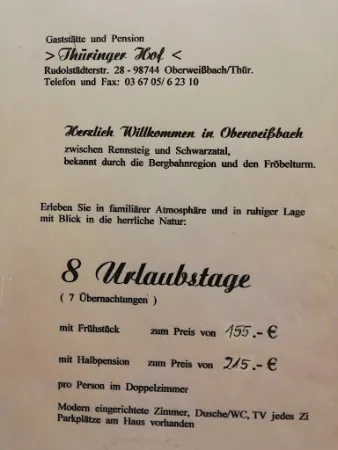 Gaststätte und Pension
> Thüringer Hof <
Rudolstädterstr. 28 - 98744 Oberweißbach/Thür.
Telefon und Fax: 03 67 05/ 6 23 10
Herzlich Willkommen in Oberweißbach
zwischen Rennsteig und Schwarzatal,
bekannt durch die Bergbahnregion und den Fröbelturm.
Erleben Sie in familiärer Atmosphäre und in ruhiger Lage
mit Blick in die herrliche Natur:
8 Urlaubstage
( 7 Übernachtungen )
mit Frühstück zum Preis von 155.- €
mit Halbpension zum Preis von 215.- €
pro Person im Doppelzimmer
Modern eingerichtete Zimmer, Dusche/WC, TV jedes Zi
Parkplätze am Haus vorhanden